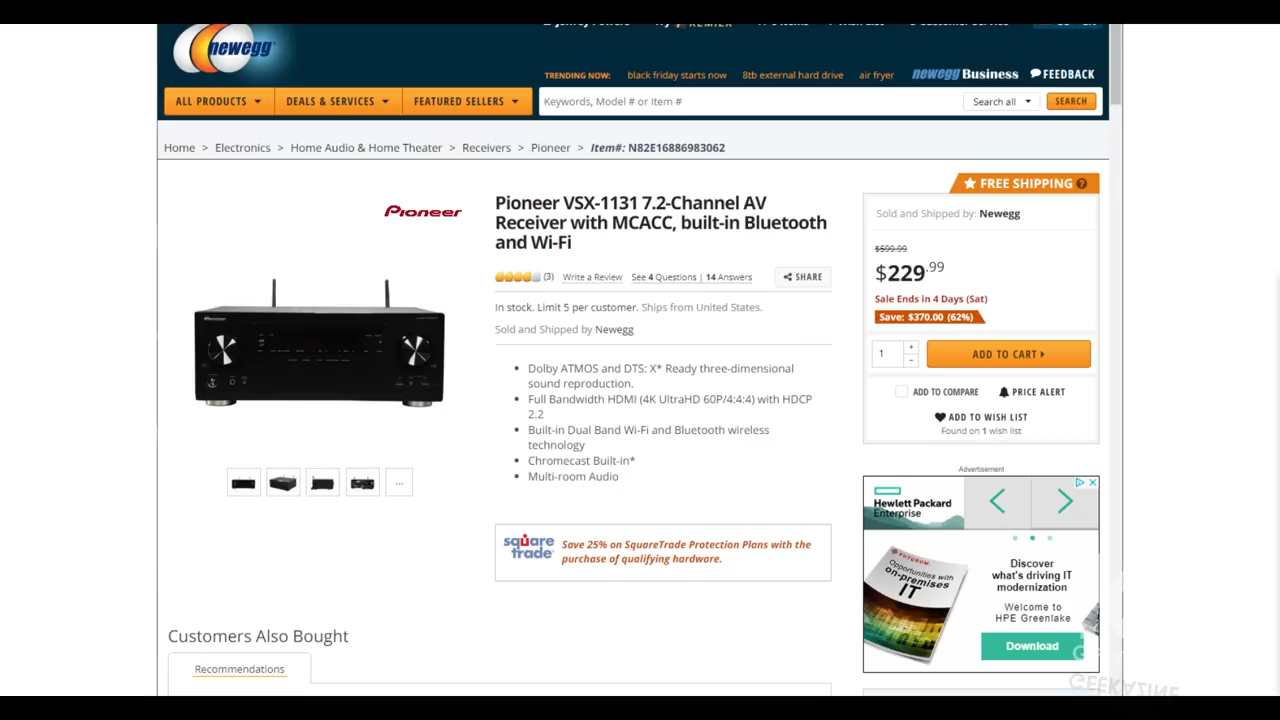 newegg
TRENDING NOW: black friday starts now 8tb external hard drive air fryer
newegg Business FEEDBACK
ALL PRODUCTS DEALS & SERVICES FEATURED SELLERS
Keywords, Model # or Item # Search all SEARCH
Home > Electronics > Home Audio & Home Theater > Receivers > Pioneer > Item#: N82E16886983062
Pioneer
Pioneer VSX-1131 7.2-Channel AV
Receiver with MCACC, built-in Bluetooth
and Wi-Fi
(3) Write a Review See 4 Questions | 14 Answers SHARE
In stock. Limit 5 per customer. Ships from United States.
Sold and Shipped by Newegg
• Dolby ATMOS and DTS: X* Ready three-dimensional
sound reproduction.
• Full Bandwidth HDMI (4K UltraHD 60P/4:4:4) with HDCP
2.2
• Built-in Dual Band Wi-Fi and Bluetooth wireless
technology
• Chromecast Built-in*
• Multi-room Audio
...
square
trade
Save 25% on SquareTrade Protection Plans with the
purchase of qualifying hardware.
FREE SHIPPING ?
Sold and Shipped by: Newegg
$599.99
$229.99
Sale Ends in 4 Days (Sat)
Save: $370.00 (62%)
1 + - ADD TO CART
ADD TO COMPARE PRICE ALERT
ADD TO WISH LIST
Found on 1 wish list
Advertisement
Hewlett Packard
Enterprise
FUTURUM
Opportunities with
on-premises
IT
Discover
what's driving IT
modernization
Welcome to
HPE Greenlake
Download
Customers Also Bought
Recommendations
GEEKAZINE